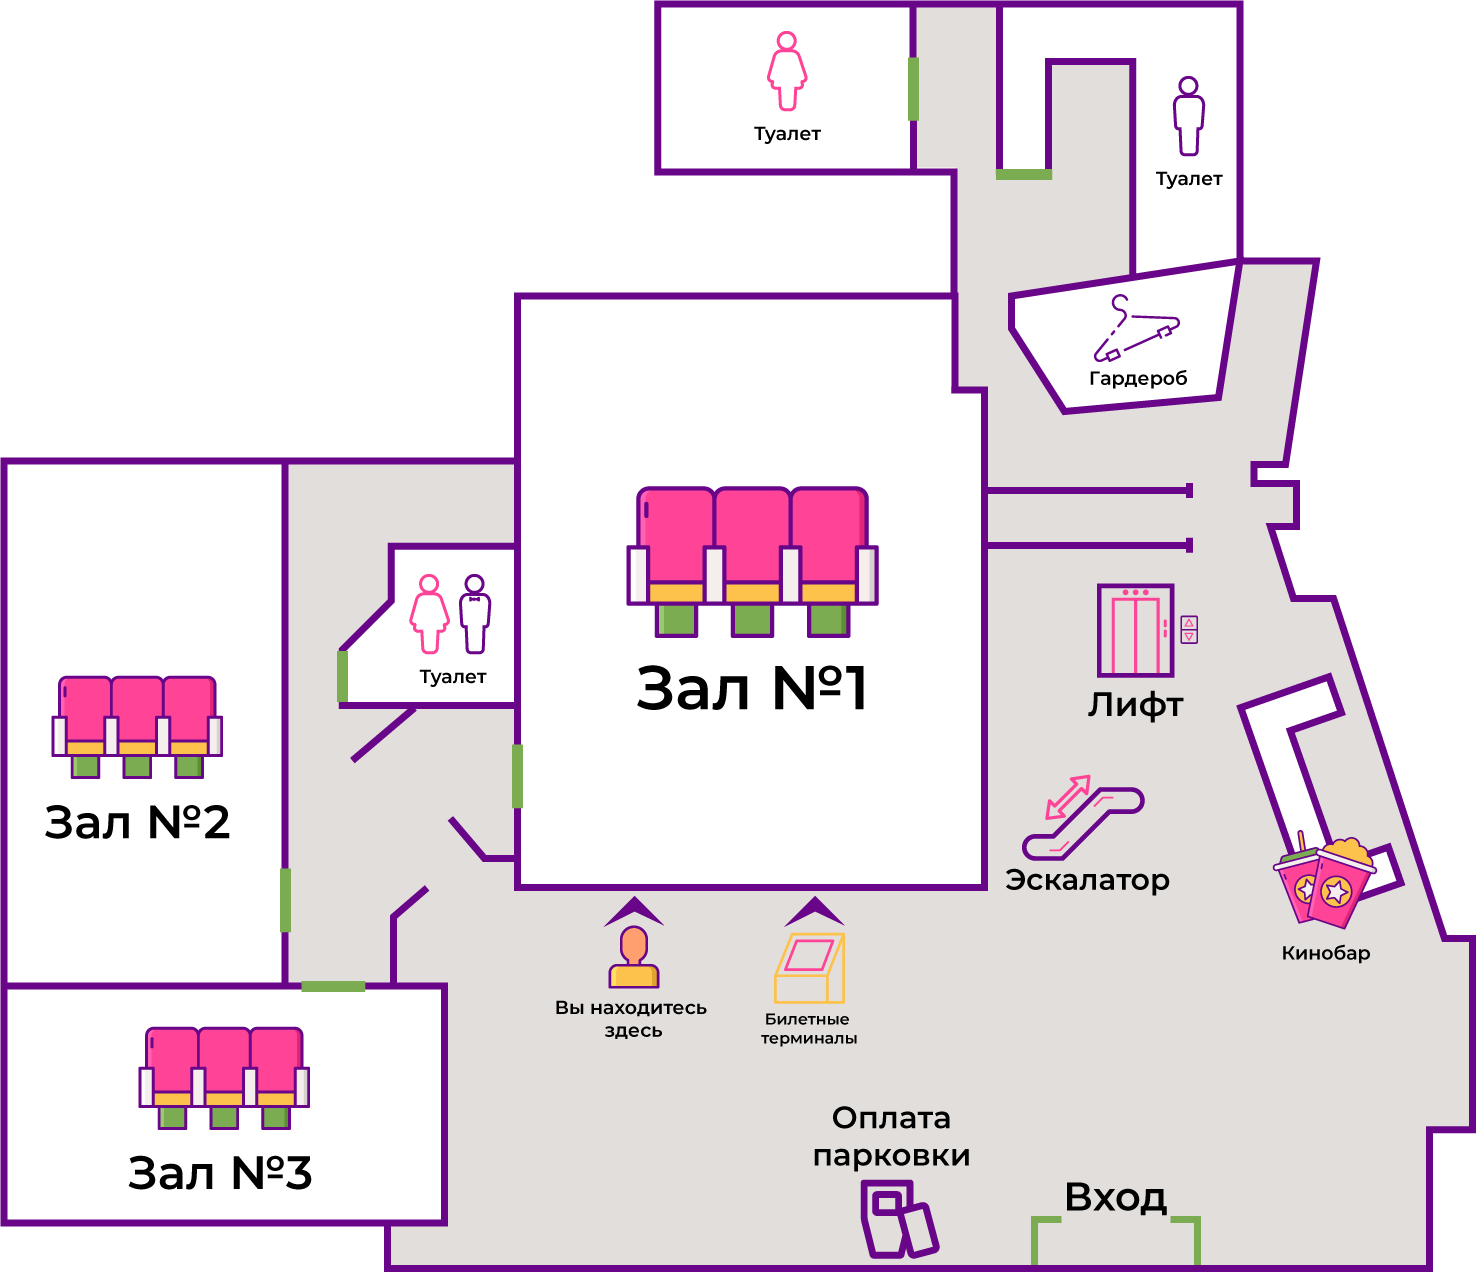 Туалет
Туалет
Гардероб
Туалет
Зал №1
Лифт
Зал №2
Эскалатор
Кинобар
Вы находитесь
здесь
Билетные
терминалы
Оплата
парковки
Зал №3
Вход